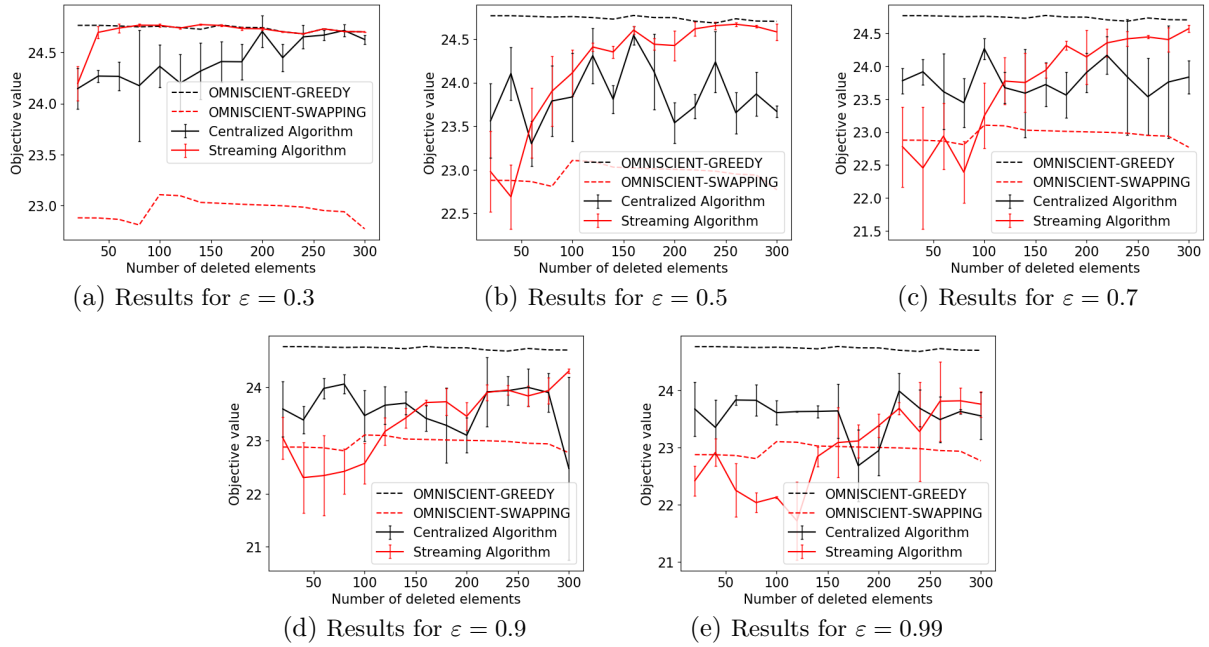 OMNISCIENT-GREEDY
OMNISCIENT-SWAPPING
Centralized Algorithm
Streaming Algorithm
Objective value
24.5
24.0
23.5
23.0
50 100 150 200 250 300
Number of deleted elements
(a) Results for ε = 0.3
OMNISCIENT-GREEDY
OMNISCIENT-SWAPPING
Centralized Algorithm
Streaming Algorithm
Objective value
24.5
24.0
23.5
23.0
22.5
50 100 150 200 250 300
Number of deleted elements
(b) Results for ε = 0.5
OMNISCIENT-GREEDY
OMNISCIENT-SWAPPING
Centralized Algorithm
Streaming Algorithm
Objective value
24.5
24.0
23.5
23.0
22.5
22.0
21.5
50 100 150 200 250 300
Number of deleted elements
(c) Results for ε = 0.7
OMNISCIENT-GREEDY
OMNISCIENT-SWAPPING
Centralized Algorithm
Streaming Algorithm
Objective value
24
23
22
21
50 100 150 200 250 300
Number of deleted elements
(d) Results for ε = 0.9
OMNISCIENT-GREEDY
OMNISCIENT-SWAPPING
Centralized Algorithm
Streaming Algorithm
Objective value
24
23
22
21
50 100 150 200 250 300
Number of deleted elements
(e) Results for ε = 0.99